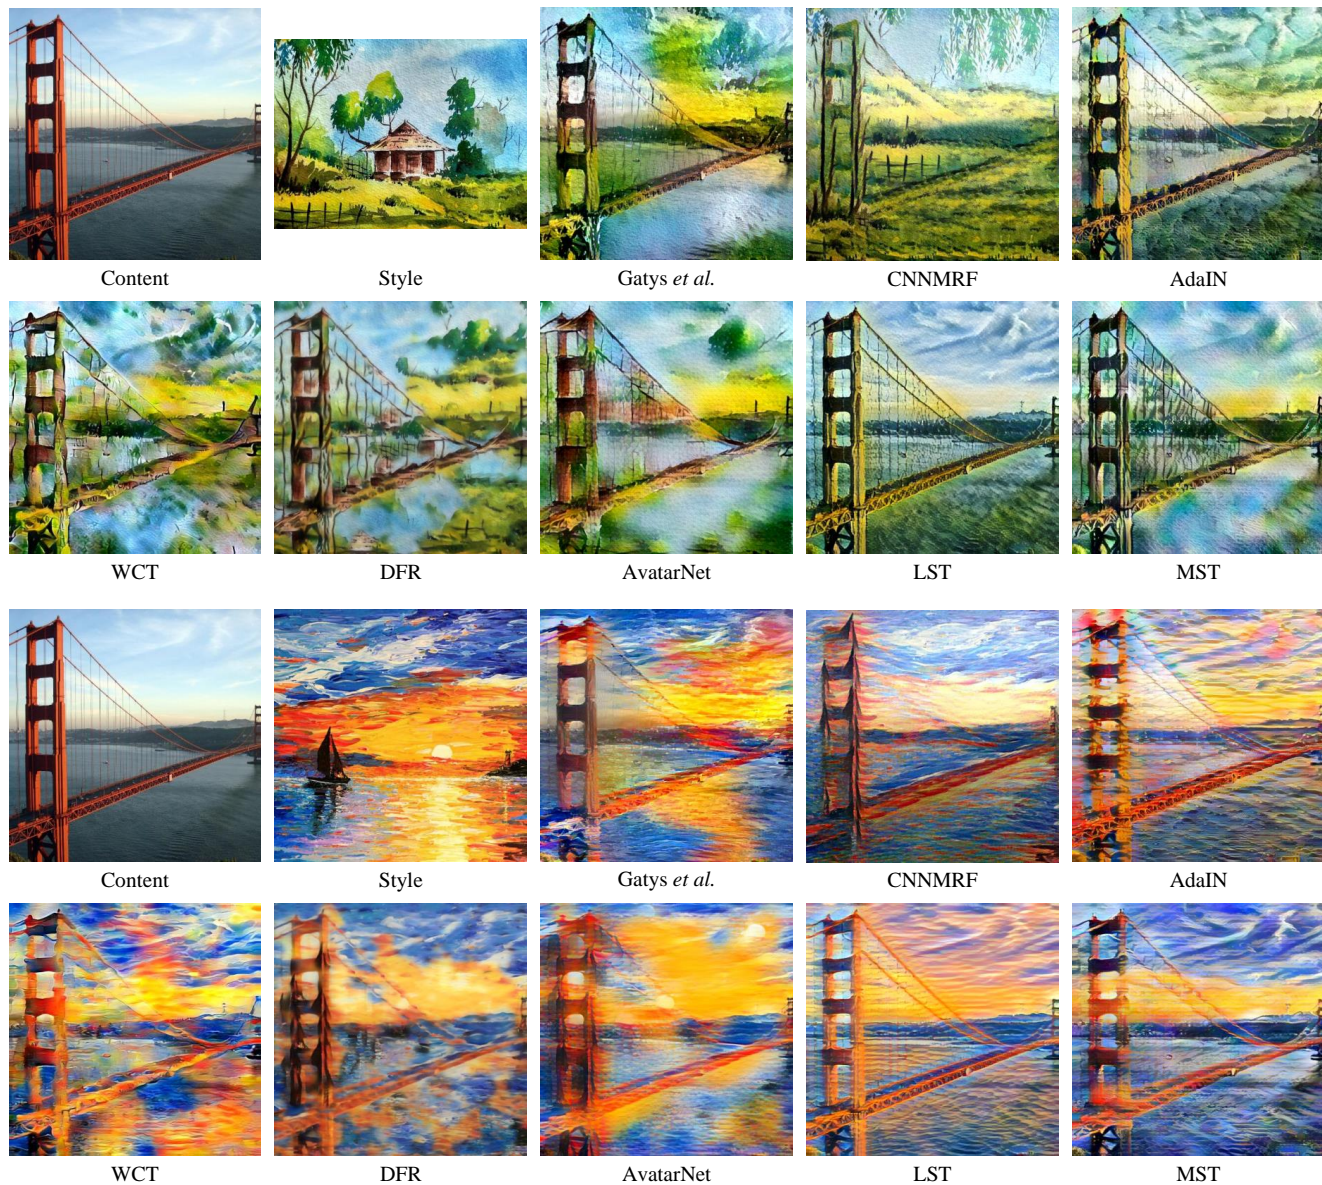 Content Style Gatys et al. CNNMRF AdaIN
WCT DFR AvatarNet LST MST
Content Style Gatys et al. CNNMRF AdaIN
WCT DFR AvatarNet LST MST